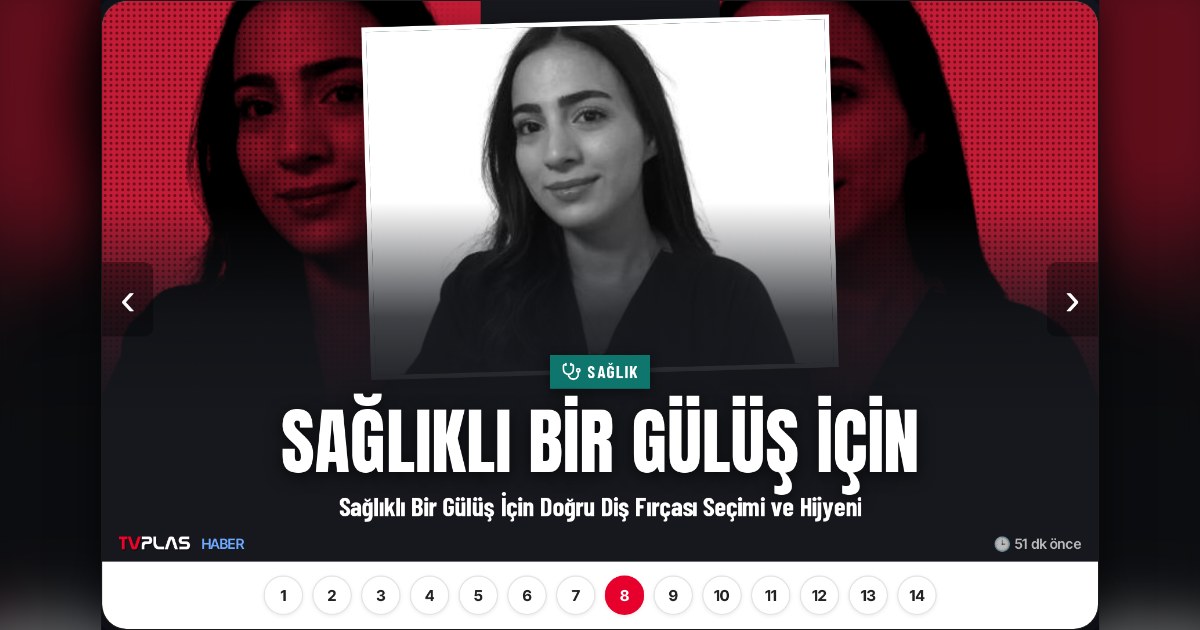 SAĞLIK
SAĞLIKLI BİR GÜLÜŞ İÇİN
Sağlıklı Bir Gülüş İçin Doğru Diş Fırçası Seçimi ve Hijyeni
TVPLAS HABER
51 dk önce
1 2 3 4 5 6 7 8 9 10 11 12 13 14